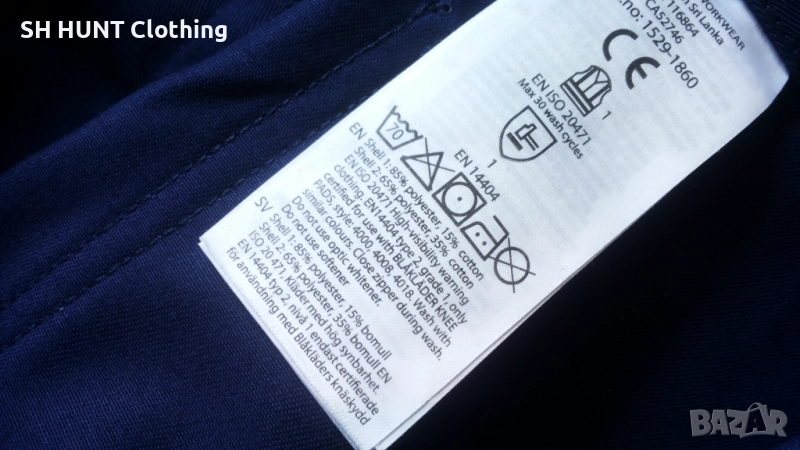 SH HUNT Clothing
WORKWEAR
Sri Lanka
116864
CA52746
no: 1529-1860
CE
EN ISO 20471
Max 30 wash cycles
1
EN 14404
1
70
EN Shell 1: 85% polyester, 15% cotton
Shell 2: 65% polyester, 35% cotton
EN ISO 20471 High-visibility warning
clothing. EN14404 type 2, grade 1, only
certified for use with BLÅKLÄDER KNEE
PADS, style: 4000, 4008, 4018. Wash with
similar colours. Close zipper during wash.
Do not use optic. whitener.
Do not use softener
SV Shell 1: 85% polyester, 15% bomull
Shell 2: 65% polyester, 35% bomull EN
ISO 20 471, Kläder med hög synbarhet.
EN 14404 typ 2, nivå 1 endast certifierade
för användning med Blåkläders knäskydd
BAZAR